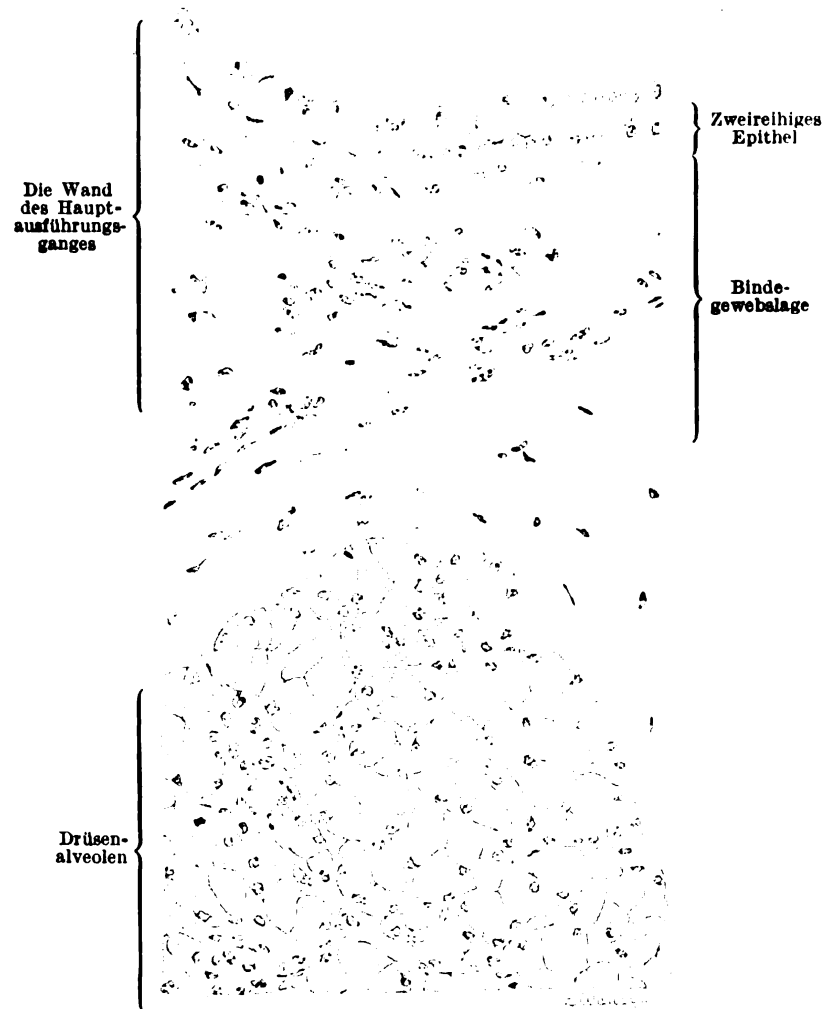 Zweireihiges
Epithel
Die Wand
des Haupt-
ausführungs-
ganges
Binde-
gewebslage
Drüsen-
alveolen